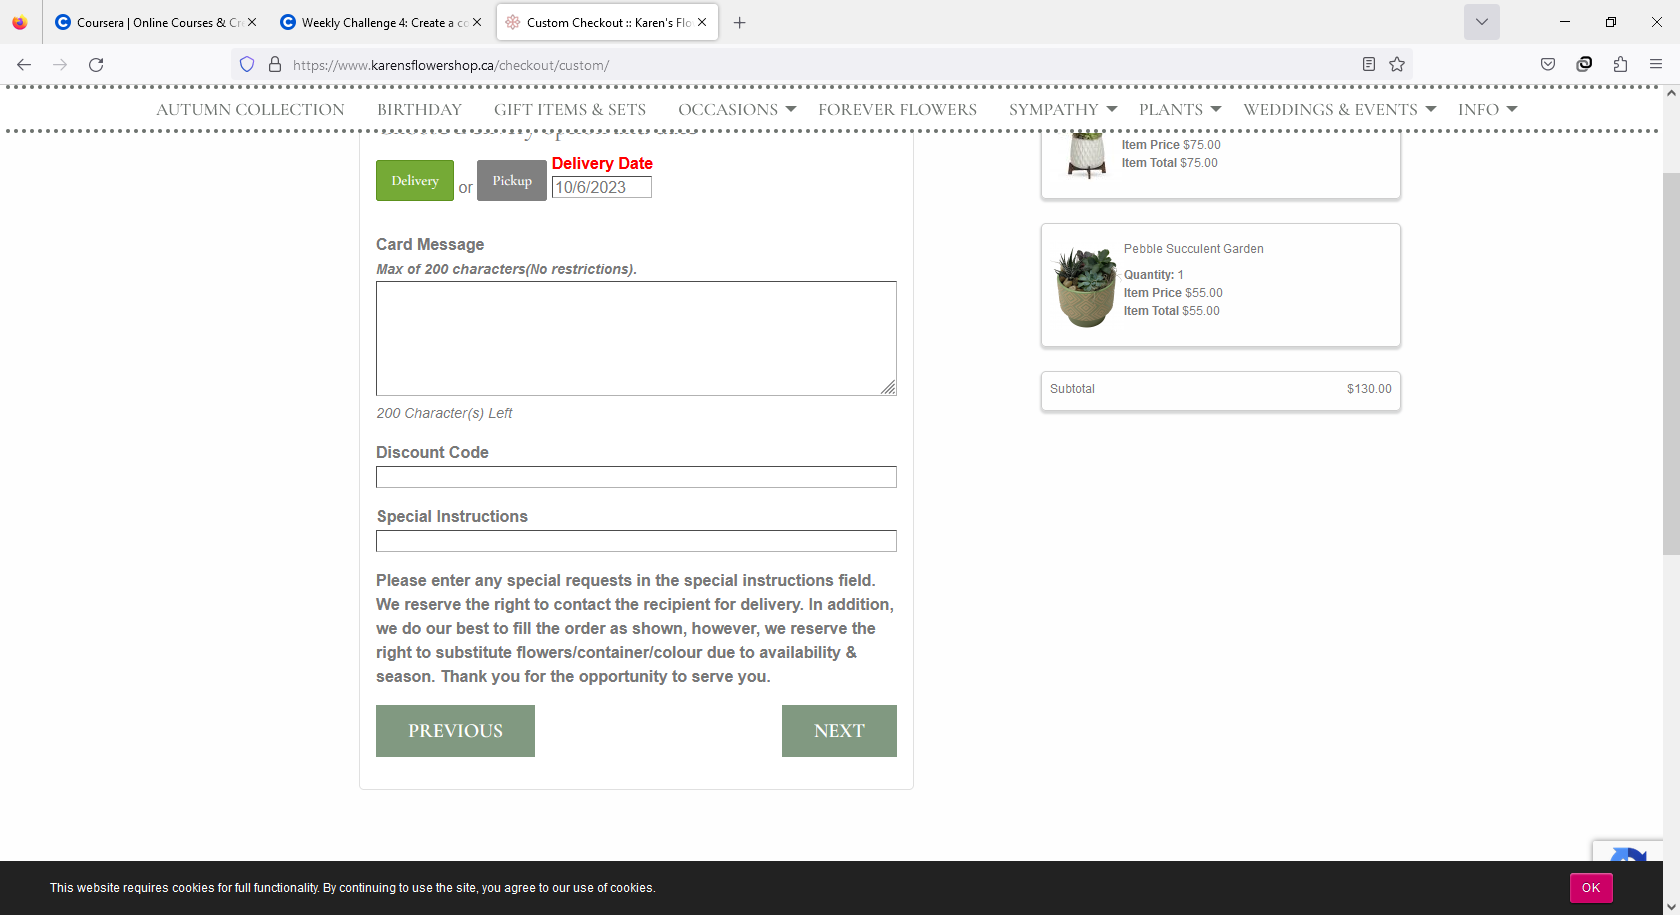 Coursera | Online Courses & Cre
Weekly Challenge 4: Create a co
Custom Checkout :: Karen's Flo
https://www.karensflowershop.ca/checkout/custom/
AUTUMN COLLECTION BIRTHDAY GIFT ITEMS & SETS OCCASIONS FOREVER FLOWERS SYMPATHY PLANTS WEDDINGS & EVENTS INFO
Delivery or Pickup
Delivery Date
10/6/2023
Card Message
Max of 200 characters(No restrictions).
200 Character(s) Left
Discount Code
Special Instructions
Please enter any special requests in the special instructions field.
We reserve the right to contact the recipient for delivery. In addition,
we do our best to fill the order as shown, however, we reserve the
right to substitute flowers/container/colour due to availability &
season. Thank you for the opportunity to serve you.
PREVIOUS
NEXT
Item Price $75.00
Item Total $75.00
Pebble Succulent Garden
Quantity: 1
Item Price $55.00
Item Total $55.00
Subtotal $130.00
This website requires cookies for full functionality. By continuing to use the site, you agree to our use of cookies.
OK